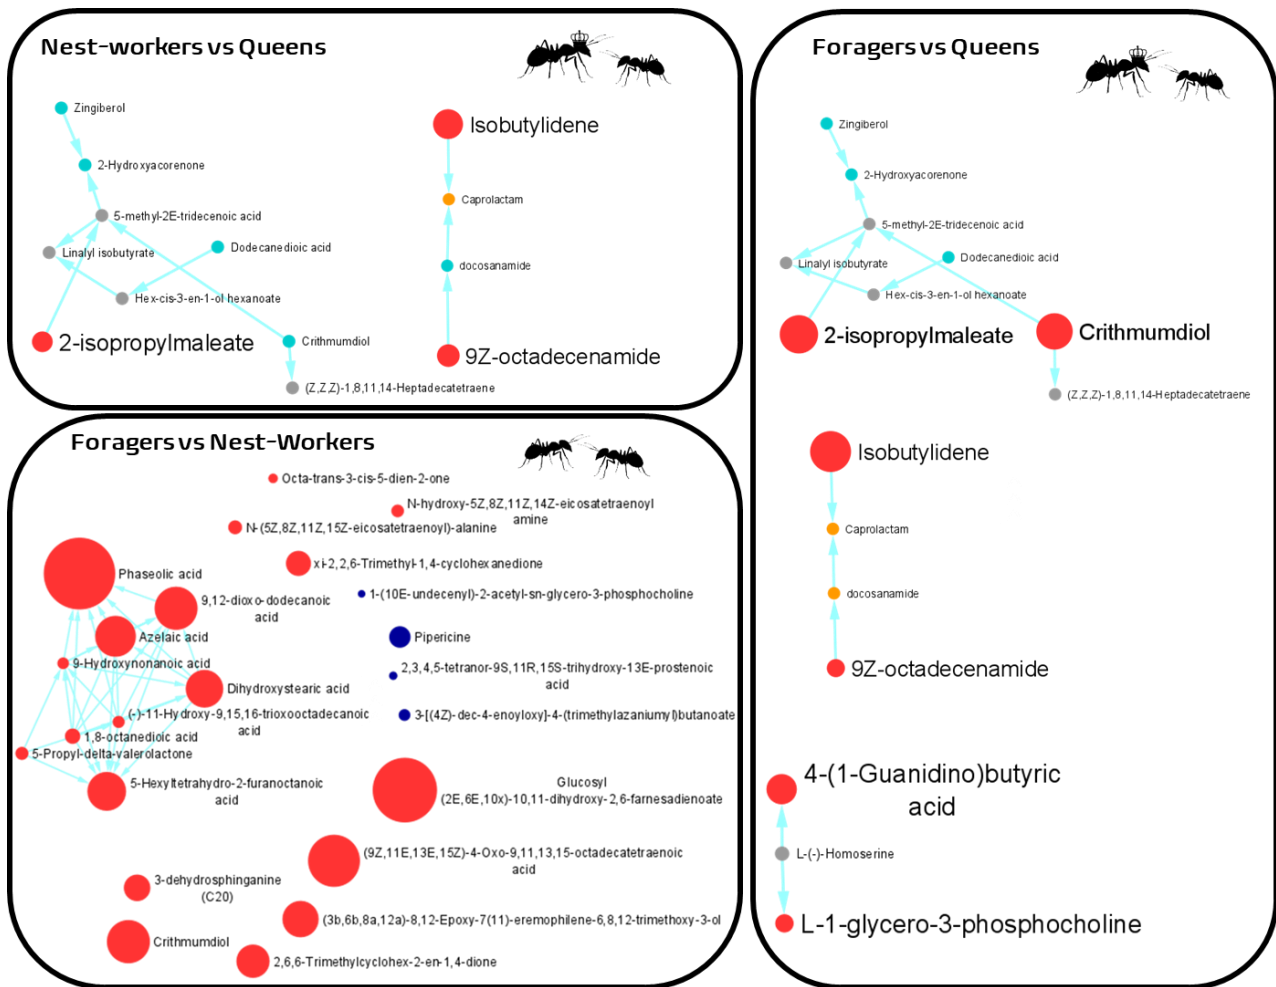 Nest-workers vs Queens
Zingiberol
2-Hydroxyacorenone
5-methyl-2E-tridecenoic acid
Linalyl isobutyrate
Dodecanedioic acid
Hex-cis-3-en-1-ol hexanoate
2-isopropylmaleate
Crithmumdiol
(Z,Z,Z)-1,8,11,14-Heptadecatetraene
Isobutylidene
Caprolactam
docosanamide
9Z-octadecenamide
Foragers vs Nest-Workers
Octa-trans-3-cis-5-dien-2-one
N-hydroxy-5Z,8Z,11Z,14Z-eicosatetraenoyl
amine
N-(5Z,8Z,11Z,15Z-eicosatetraenoyl)-alanine
xi-2,2,6-Trimethyl-1,4-cyclohexanedione
Phaseolic acid
9,12-dioxo-dodecanoic
acid
1-(10E-undecenyl)-2-acetyl-sn-glycero-3-phosphocholine
Azelaic acid
Pipericine
9-Hydroxynonanoic acid
2,3,4,5-tetranor-9S,11R,15S-trihydroxy-13E-prostenoic
acid
Dihydroxystearic acid
(-)-11-Hydroxy-9,15,16-trioxooctadecanoic
acid
3-[(4Z)-dec-4-enoyloxy]-4-(trimethylazaniumyl)butanoate
1,8-octanedioic acid
5-Propyl-delta-valerolactone
5-Hexyltetrahydro-2-furanoctanoic
acid
Glucosyl
(2E,6E,10x)-10,11-dihydroxy-2,6-farnesadienoate
(9Z,11E,13E,15Z)-4-Oxo-9,11,13,15-octadecatetraenoic
acid
3-dehydrosphinganine
(C20)
(3b,6b,8a,12a)-8,12-Epoxy-7(11)-eremophilene-6,8,12-trimethoxy-3-ol
Crithmumdiol
2,6,6-Trimethylcyclohex-2-en-1,4-dione
Foragers vs Queens
Zingiberol
2-Hydroxyacorenone
5-methyl-2E-tridecenoic acid
Linalyl isobutyrate
Dodecanedioic acid
Hex-cis-3-en-1-ol hexanoate
2-isopropylmaleate
Crithmumdiol
(Z,Z,Z)-1,8,11,14-Heptadecatetraene
Isobutylidene
Caprolactam
docosanamide
9Z-octadecenamide
4-(1-Guanidino)butyric
acid
L-(-)-Homoserine
L-1-glycero-3-phosphocholine